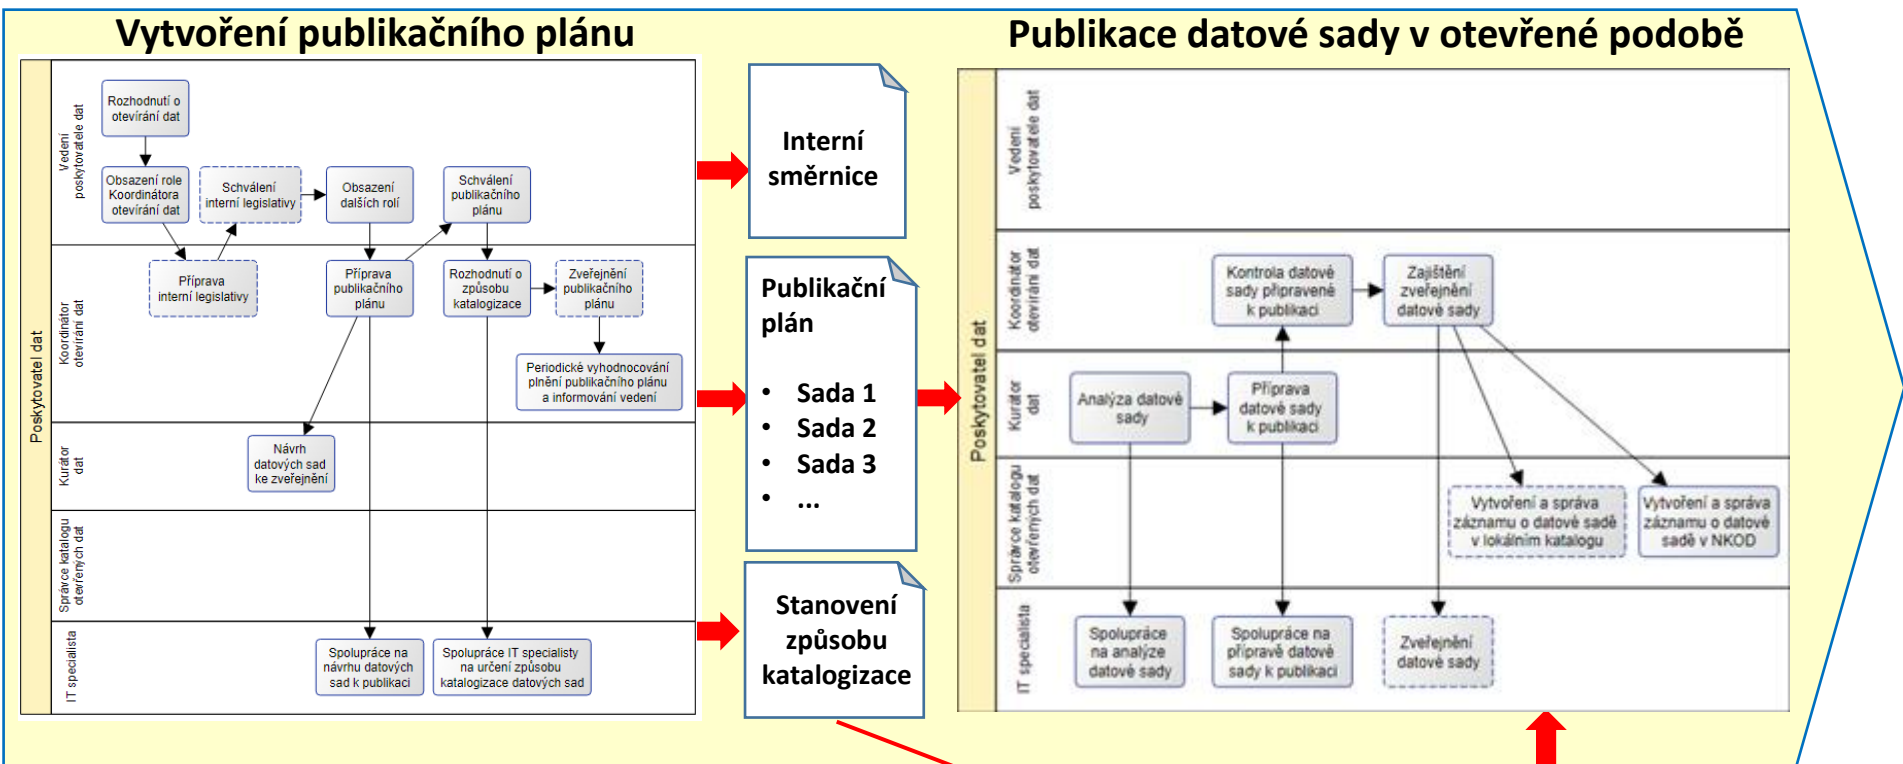 Vytvoření publikačního plánu
Poskytovatel dat
Vedení
poskytovatele dat
Rozhodnutí o
otevírání dat
Obsazení role
Koordinátora
otevírání dat
Schválení
interní legislativy
Obsazení
dalších rolí
Schválení
publikačního
plánu
Koordinátor
otevírání dat
Příprava
interní legislativy
Příprava
publikačního
plánu
Rozhodnutí o
způsobu
katalogizace
Zveřejnění
publikačního
plánu
Periodické vyhodnocování
plnění publikačního plánu
a informování vedení
Kurátor
dat
Návrh
datových sad
ke zveřejnění
Správce katalogu
otevřených dat
IT specialista
Spolupráce na
návrhu datových
sad k publikaci
Spolupráce IT specialisty
na určení způsobu
katalogizace datových sad
Interní
směrnice
Publikační
plán
• Sada 1
• Sada 2
• Sada 3
• ...
Stanovení
způsobu
katalogizace
Publikace datové sady v otevřené podobě
Poskytovatel dat
Vedení
poskytovatele dat
Koordinátor
otevírání dat
Kontrola datové
sady připravené
k publikaci
Zajištění
zveřejnění
datové sady
Kurátor
dat
Analýza datové
sady
Příprava
datové sady
k publikaci
Správce katalogu
otevřených dat
Vytvoření a správa
záznamu o datové sadě
v lokálním katalogu
Vytvoření a správa
záznamu o datové
sadě v NKOD
IT specialista
Spolupráce
na analýze
datové sady
Spolupráce na
přípravě datové
sady k publikaci
Zveřejnění
datové sady